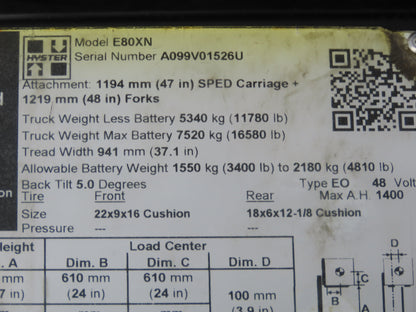 HYSTER
Model E80XN
Serial Number A099V01526U
Attachment: 1194 mm (47 in) SPED Carriage +
1219 mm (48 in) Forks
Truck Weight Less Battery 5340 kg (11780 lb)
Truck Weight Max Battery 7520 kg (16580 lb)
Tread Width 941 mm (37.1 in)
Allowable Battery Weight 1550 kg (3400 lb) to 2180 kg (4810 lb)
Back Tilt 5.0 Degrees Type EO 48 Volt
Tire Front Rear Max A.H. 1400
Size 22x9x16 Cushion 18x6x12-1/8 Cushion
Pressure --- ---
Height Load Center
. A Dim. B Dim. C Dim. D
mm 610 mm 610 mm 100 mm
in) (24 in) (24 in) (3.9 in)
mm
D
C
B
A